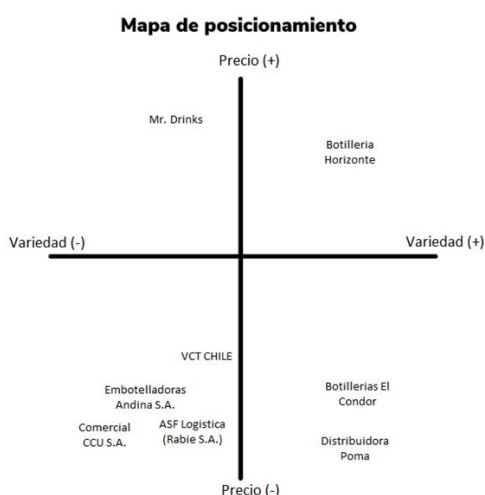 Mapa de posicionamiento
Precio (+)
Mr. Drinks
Botilleria
Horizonte
Variedad (-)
Variedad (+)
VCT CHILE
Embotelladoras
Andina S.A.
Botillerias El
Condor
Comercial
CCU S.A.
ASF Logistica
(Rabie S.A.)
Distribuidora
Poma
Precio (-)